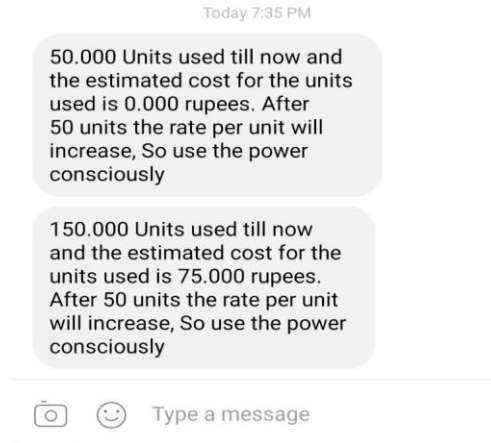 Today 7:35 PM
50.000 Units used till now and
the estimated cost for the units
used is 0.000 rupees. After
50 units the rate per unit will
increase, So use the power
consciously
150.000 Units used till now
and the estimated cost for the
units used is 75.000 rupees.
After 50 units the rate per unit
will increase, So use the power
consciously
Type a message